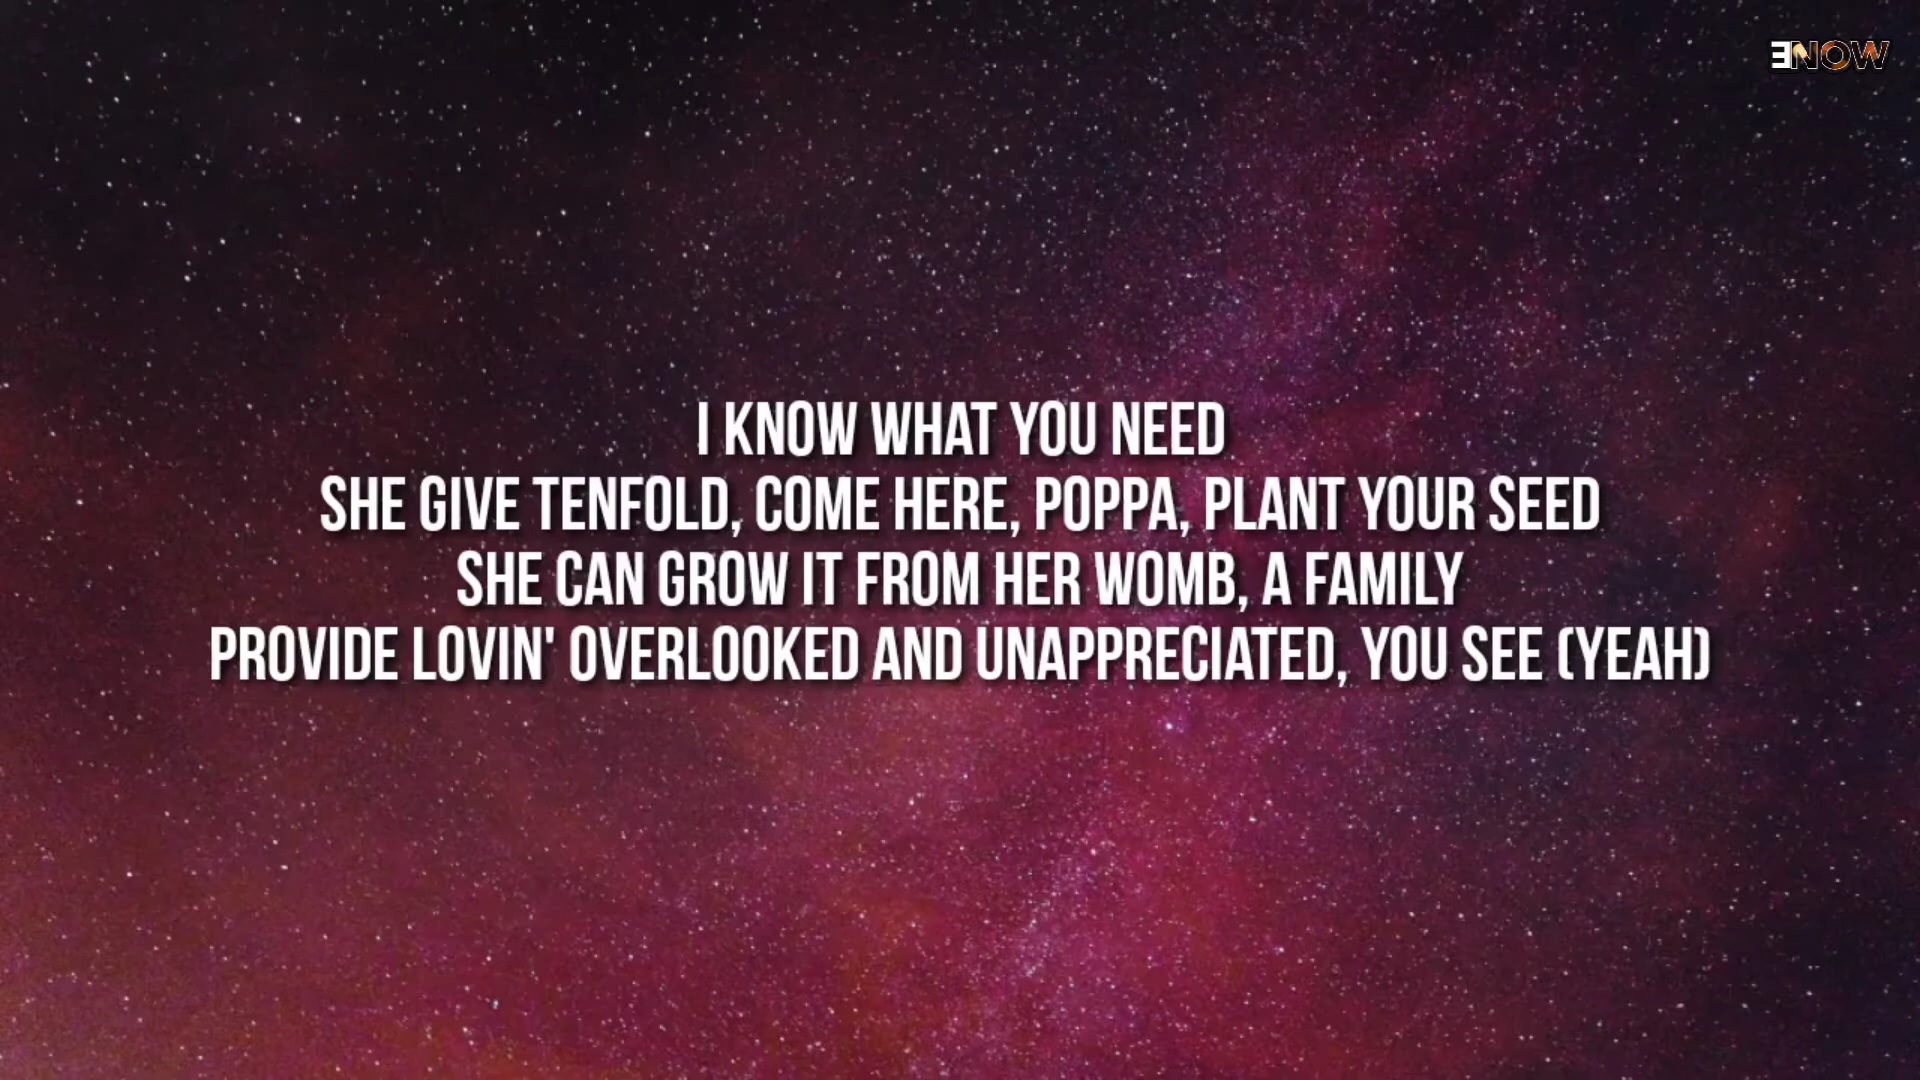 ENOW
I KNOW WHAT YOU NEED
SHE GIVE TENFOLD, COME HERE, POPPA, PLANT YOUR SEED
SHE CAN GROW IT FROM HER WOMB, A FAMILY
PROVIDE LOVIN' OVERLOOKED AND UNAPPRECIATED, YOU SEE (YEAH)